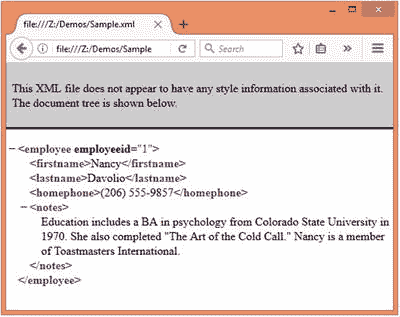 file:///Z:/Demos/Sample.xml
file:///Z:/Demos/Sample
Search
This XML file does not appear to have any style information associated with it.
The document tree is shown below.
−<employee employeeid="1">
<firstname>Nancy</firstname>
<lastname>Davolio</lastname>
<homephone>(206) 555-9857</homephone>
−<notes>
Education includes a BA in psychology from Colorado State University in
1970. She also completed "The Art of the Cold Call." Nancy is a member
of Toastmasters International.
</notes>
</employee>